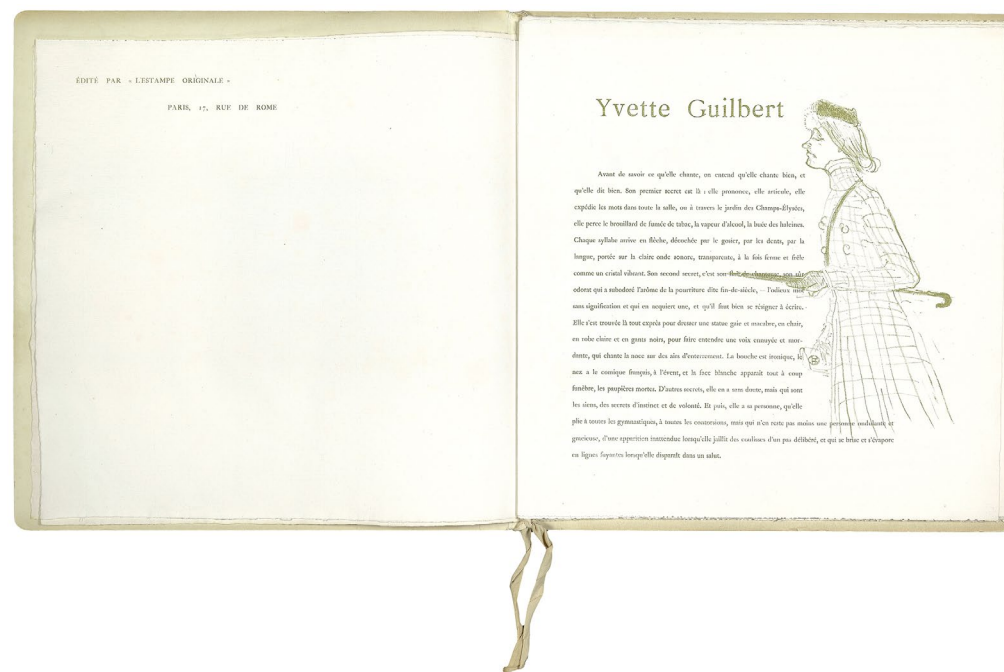 ÉDITÉ PAR « L'ESTAMPE ORIGINALE »
PARIS, 17, RUE DE ROME
Yvette Guilbert
Avant de savoir ce qu'elle chante, on entend qu'elle chante bien, et
qu'elle dit bien. Son premier secret est là : elle prononce, elle articule, elle
expédie les mots dans toute la salle, ou à travers le jardin des Champs-Élysées,
elle perce le brouillard de fumée de tabac, la vapeur d'alcool, la buée des haleines.
Chaque syllabe arrive en flèche, décochée par le gosier, par les dents, par la
langue, portée sur la claire onde sonore, transparente, à la fois ferme et frêle
comme un cristal vibrant. Son second secret, c'est son flair de chanteuse, son sûr
odorat qui a subodoré l'arôme de la pourriture dite fin-de-siècle, — l'odieux mot
sans signification et qui en acquiert une, et qu'il faut bien se résigner à écrire.
Elle s'est trouvée là tout exprès pour dresser une statue gaie et macabre, en chair,
en robe claire et en gants noirs, pour faire entendre une voix ennuyée et mor-
dante, qui chante la noce sur des airs d'enterrement. La bouche est ironique, le
nez a le comique français, à l'évent, et la face blanche apparaît tout à coup
funèbre, les paupières mortes. D'autres secrets, elle en a sans doute, mais qui sont
les siens, des secrets d'instinct et de volonté. Et puis, elle a sa personne, qu'elle
plie à toutes les gymnastiques, à toutes les contorsions, mais qui n'en reste pas moins une personne ondulante et
gracieuse, d'une apparition inattendue lorsqu'elle jaillit des coulisses d'un pas délibéré, et qui se brise et s'évapore
en lignes fuyantes lorsqu'elle disparaît dans un salut.